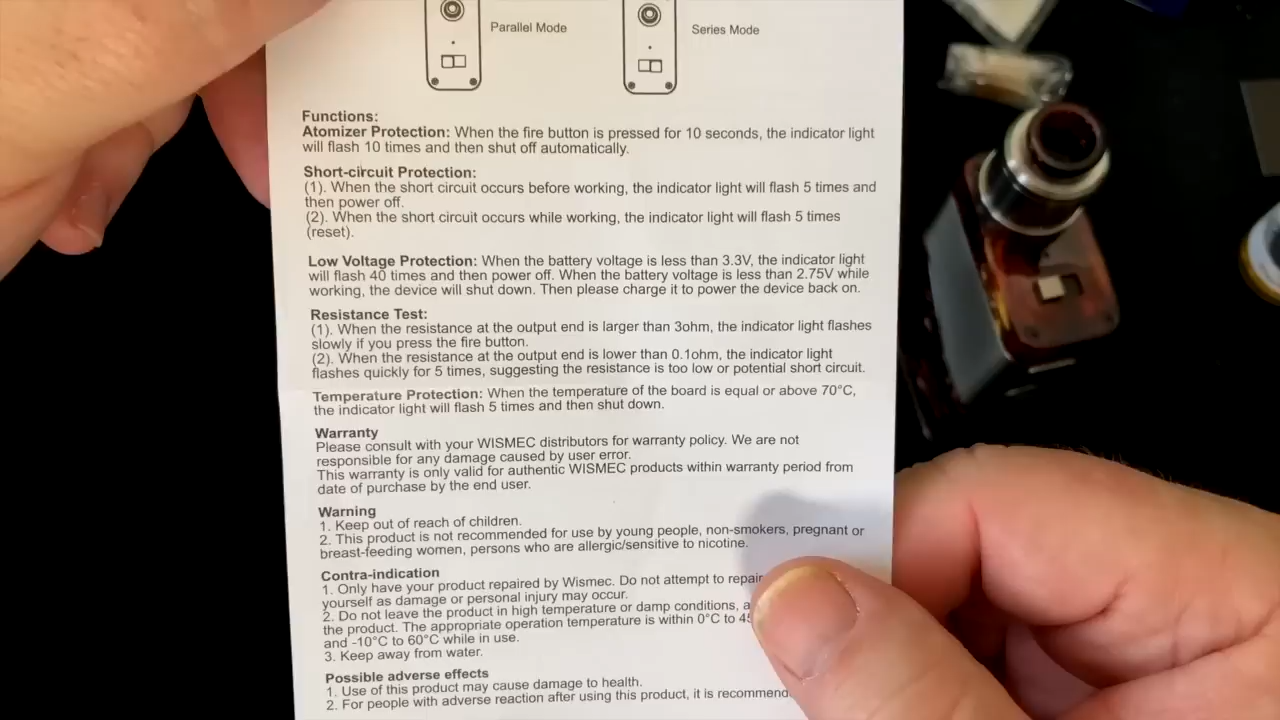 Parallel Mode
Series Mode
Functions:
Atomizer Protection: When the fire button is pressed for 10 seconds, the indicator light
will flash 10 times and then shut off automatically.
Short-circuit Protection:
(1). When the short circuit occurs before working, the indicator light will flash 5 times and
then power off.
(2). When the short circuit occurs while working, the indicator light will flash 5 times
(reset).
Low Voltage Protection: When the battery voltage is less than 3.3V, the indicator light
will flash 40 times and then power off. When the battery voltage is less than 2.75V while
working, the device will shut down. Then please charge it to power the device back on.
Resistance Test:
(1). When the resistance at the output end is larger than 3ohm, the indicator light flashes
slowly if you press the fire button.
(2). When the resistance at the output end is lower than 0.1ohm, the indicator light
flashes quickly for 5 times, suggesting the resistance is too low or potential short circuit.
Temperature Protection: When the temperature of the board is equal or above 70°C,
the indicator light will flash 5 times and then shut down.
Warranty
Please consult with your WISMEC distributors for warranty policy. We are not
responsible for any damage caused by user error.
This warranty is only valid for authentic WISMEC products within warranty period from
date of purchase by the end user.
Warning
1. Keep out of reach of children.
2. This product is not recommended for use by young people, non-smokers, pregnant or
breast-feeding women, persons who are allergic/sensitive to nicotine.
Contra-indication
1. Only have your product repaired by Wismec. Do not attempt to repair
yourself as damage or personal injury may occur.
2. Do not leave the product in high temperature or damp conditions,
the product. The appropriate operation temperature is within 0°C to
and -10°C to 60°C while in use.
3. Keep away from water.
Possible adverse effects
1. Use of this product may cause damage to health.
2. For people with adverse reaction after using this product, it is